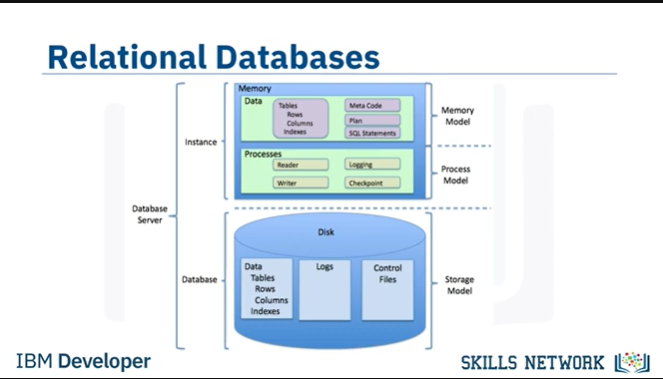 Relational Databases
Memory
Data
Tables
Rows
Columns
Indexes
Meta Code
Plan
SQL Statements
Memory
Model
Instance
Processes
Reader
Logging
Writer
Checkpoint
Process
Model
Database
Server
Disk
Database
Data
Tables
Rows
Columns
Indexes
Logs
Control
Files
Storage
Model
IBM Developer
SKILLS NETWORK